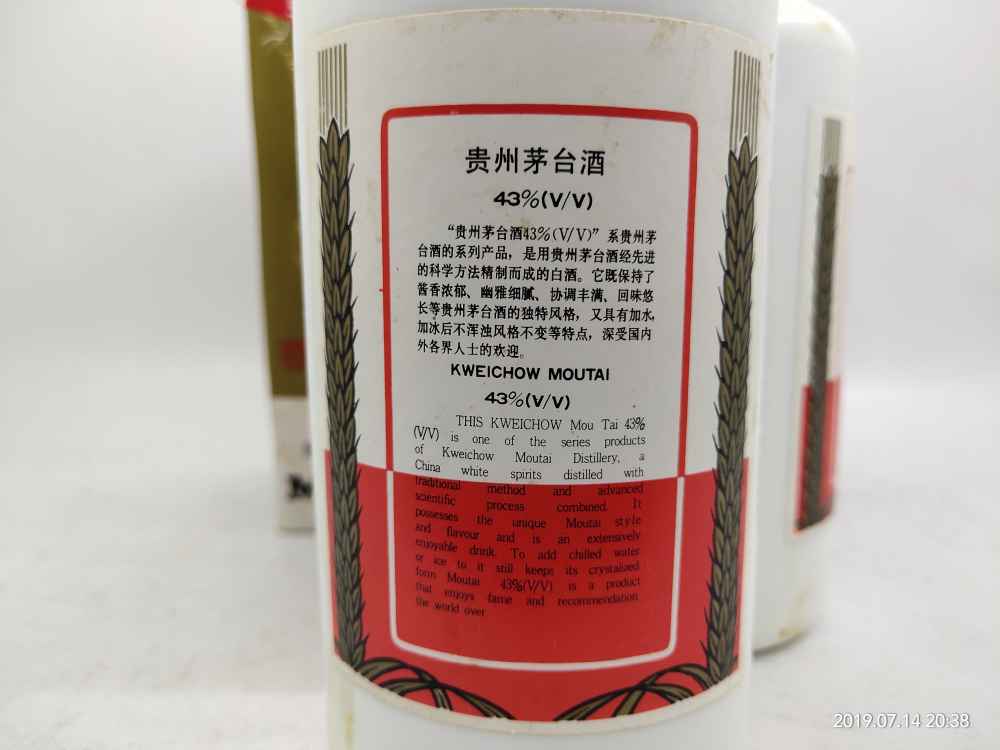 贵州茅台酒
43%(V/V)
“贵州茅台酒43%(V/V)”系贵州茅
台酒的系列产品，是用贵州茅台酒经先进
的科学方法精制而成的白酒。它既保持了
酱香浓郁、幽雅细腻、协调丰满、回味悠
长等贵州茅台酒的独特风格，又具有加水,
加冰后不浑浊风格不变等特点，深受国内
外各界人士的欢迎。
KWEICHOW MOUTAI
43%(V/V)
THIS KWEICHOW Mou Tai 43%
(V/V) is one of the series products
of Kweichow Moutai Distillery, a
China white spirits distilled with
traditional method and advanced
scientific process combined. It
possesses the unique Moutai style
and flavour and is an extensively
enjoyable drink. To add chilled water
or ice to it still keeps its crystalized
form Moutai 43%(V/V) is a product
that enjoys fame and recommendation
the world over
2019.07.14 20:38